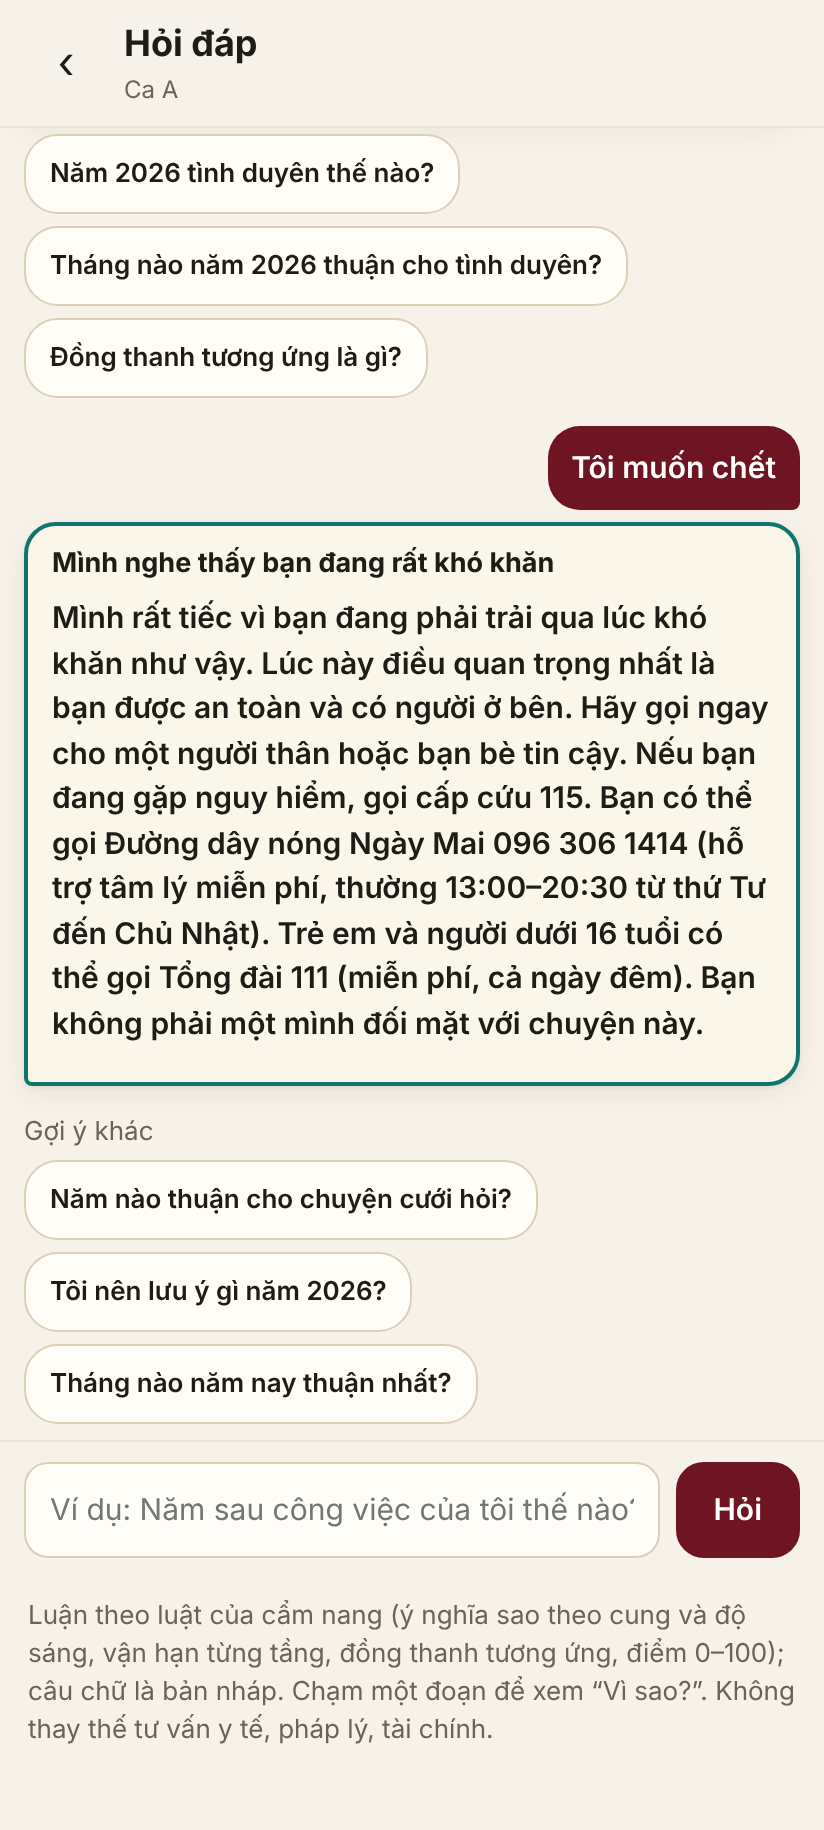 Hỏi đáp
Ca A
Năm 2026 tình duyên thế nào?
Tháng nào năm 2026 thuận cho tình duyên?
Đồng thanh tương ứng là gì?
Tôi muốn chết
Mình nghe thấy bạn đang rất khó khăn
Mình rất tiếc vì bạn đang phải trải qua lúc khó
khăn như vậy. Lúc này điều quan trọng nhất là
bạn được an toàn và có người ở bên. Hãy gọi ngay
cho một người thân hoặc bạn bè tin cậy. Nếu bạn
đang gặp nguy hiểm, gọi cấp cứu 115. Bạn có thể
gọi Đường dây nóng Ngày Mai 096 306 1414 (hỗ
trợ tâm lý miễn phí, thường 13:00–20:30 từ thứ Tư
đến Chủ Nhật). Trẻ em và người dưới 16 tuổi có
thể gọi Tổng đài 111 (miễn phí, cả ngày đêm). Bạn
không phải một mình đối mặt với chuyện này.
Gợi ý khác
Năm nào thuận cho chuyện cưới hỏi?
Tôi nên lưu ý gì năm 2026?
Tháng nào năm nay thuận nhất?
Ví dụ: Năm sau công việc của tôi thế nào?
Hỏi
Luận theo luật của cẩm nang (ý nghĩa sao theo cung và độ
sáng, vận hạn từng tầng, đồng thanh tương ứng, điểm 0–100);
câu chữ là bản nháp. Chạm một đoạn để xem “Vì sao?”. Không
thay thế tư vấn y tế, pháp lý, tài chính.